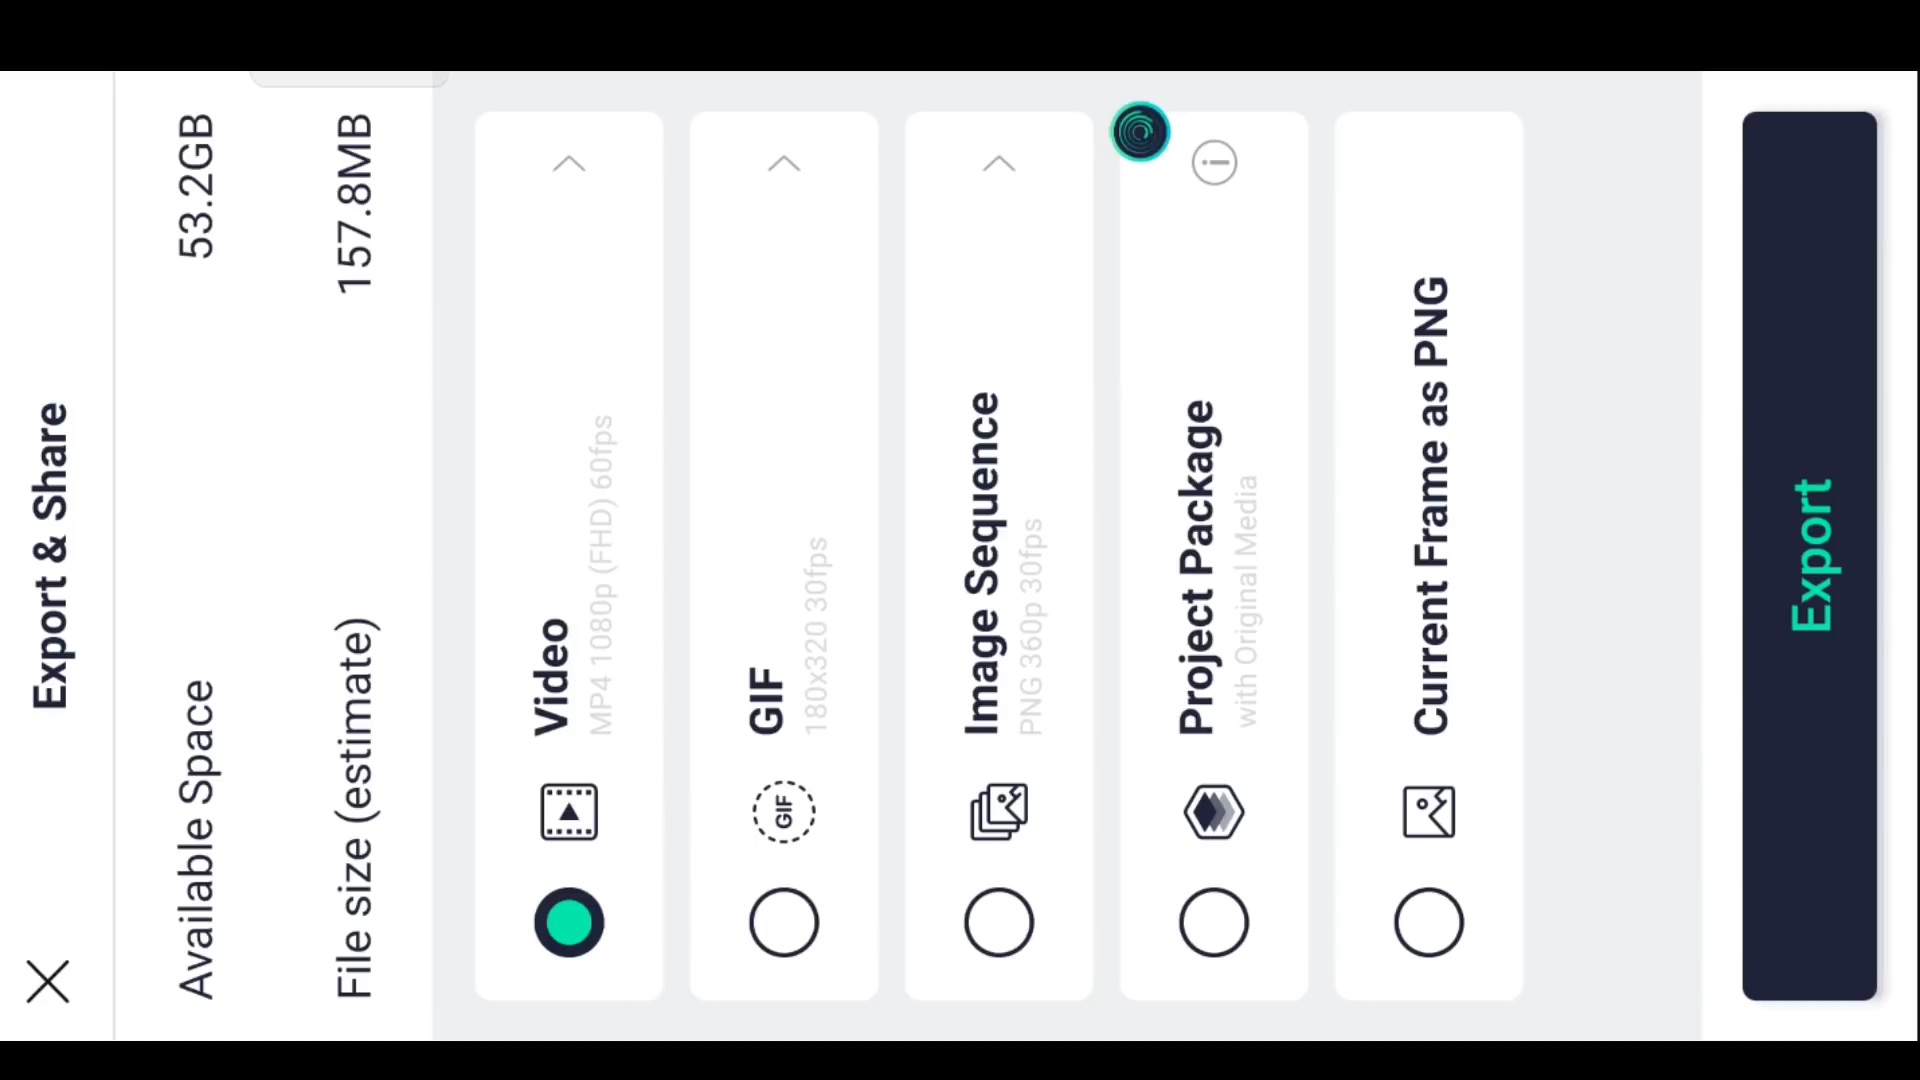 Export & Share
Available Space 53.2GB
File size (estimate) 157.8MB
Video
MP4 1080p (FHD) 60fps
GIF
GIF
180x320 30fps
Image Sequence
PNG 360p 30fps
Project Package
with Original Media
Current Frame as PNG
Export